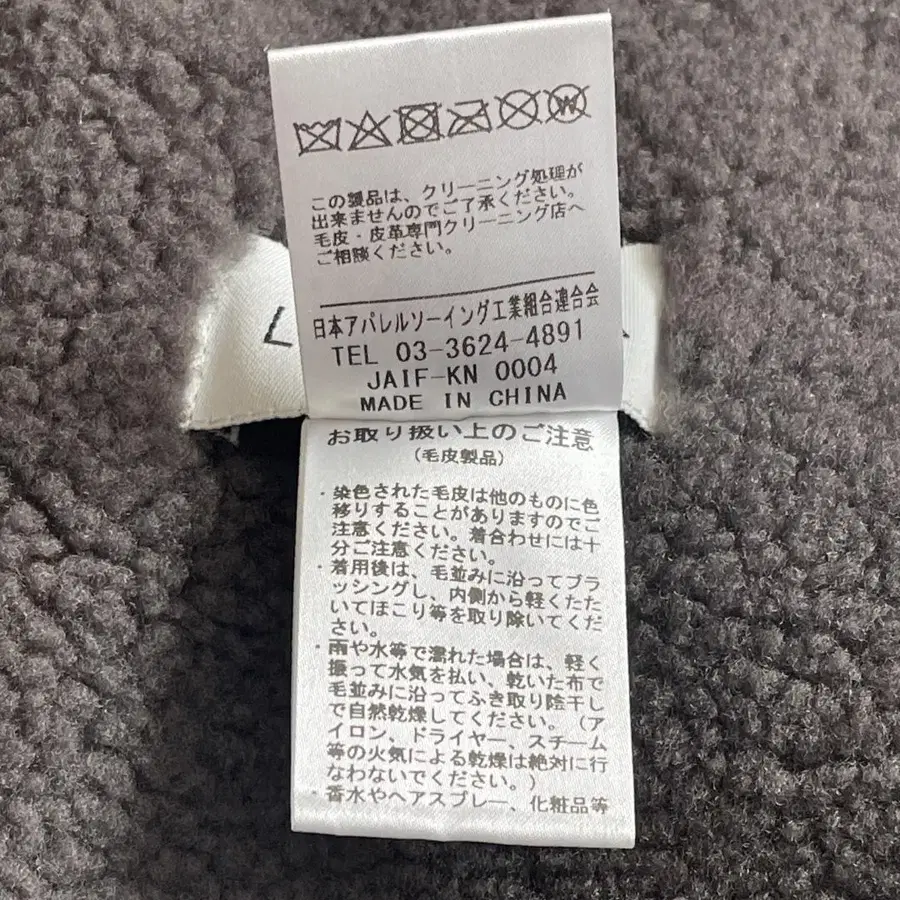 この製品は、クリーニング処理が
出来ませんのでご了承ください。
毛皮・皮革専門クリーニング店へ
ご相談ください。
日本アパレルソーイング工業組合連合会
TEL 03-3624-4891
JAIF-KN 0004
MADE IN CHINA
お取り扱い上のご注意
(毛皮製品)
・染色された毛皮は他のものに色
移りすることがありますのでご
注意ください。着合わせには十
分ご注意ください。
・着用後は、毛並みに沿ってブラ
ッシングし、内側から軽くたた
いてほこり等を取り除いてくだ
さい。
・雨や水等で濡れた場合は、軽く
振って水気を払い、乾いた布で
毛並みに沿ってふき取り陰干し
で自然乾燥してください。(ア
イロン、ドライヤー、スチーム
等の火気による乾燥は絶対に行
なわないでください。)
・香水やヘアスプレー、化粧品等